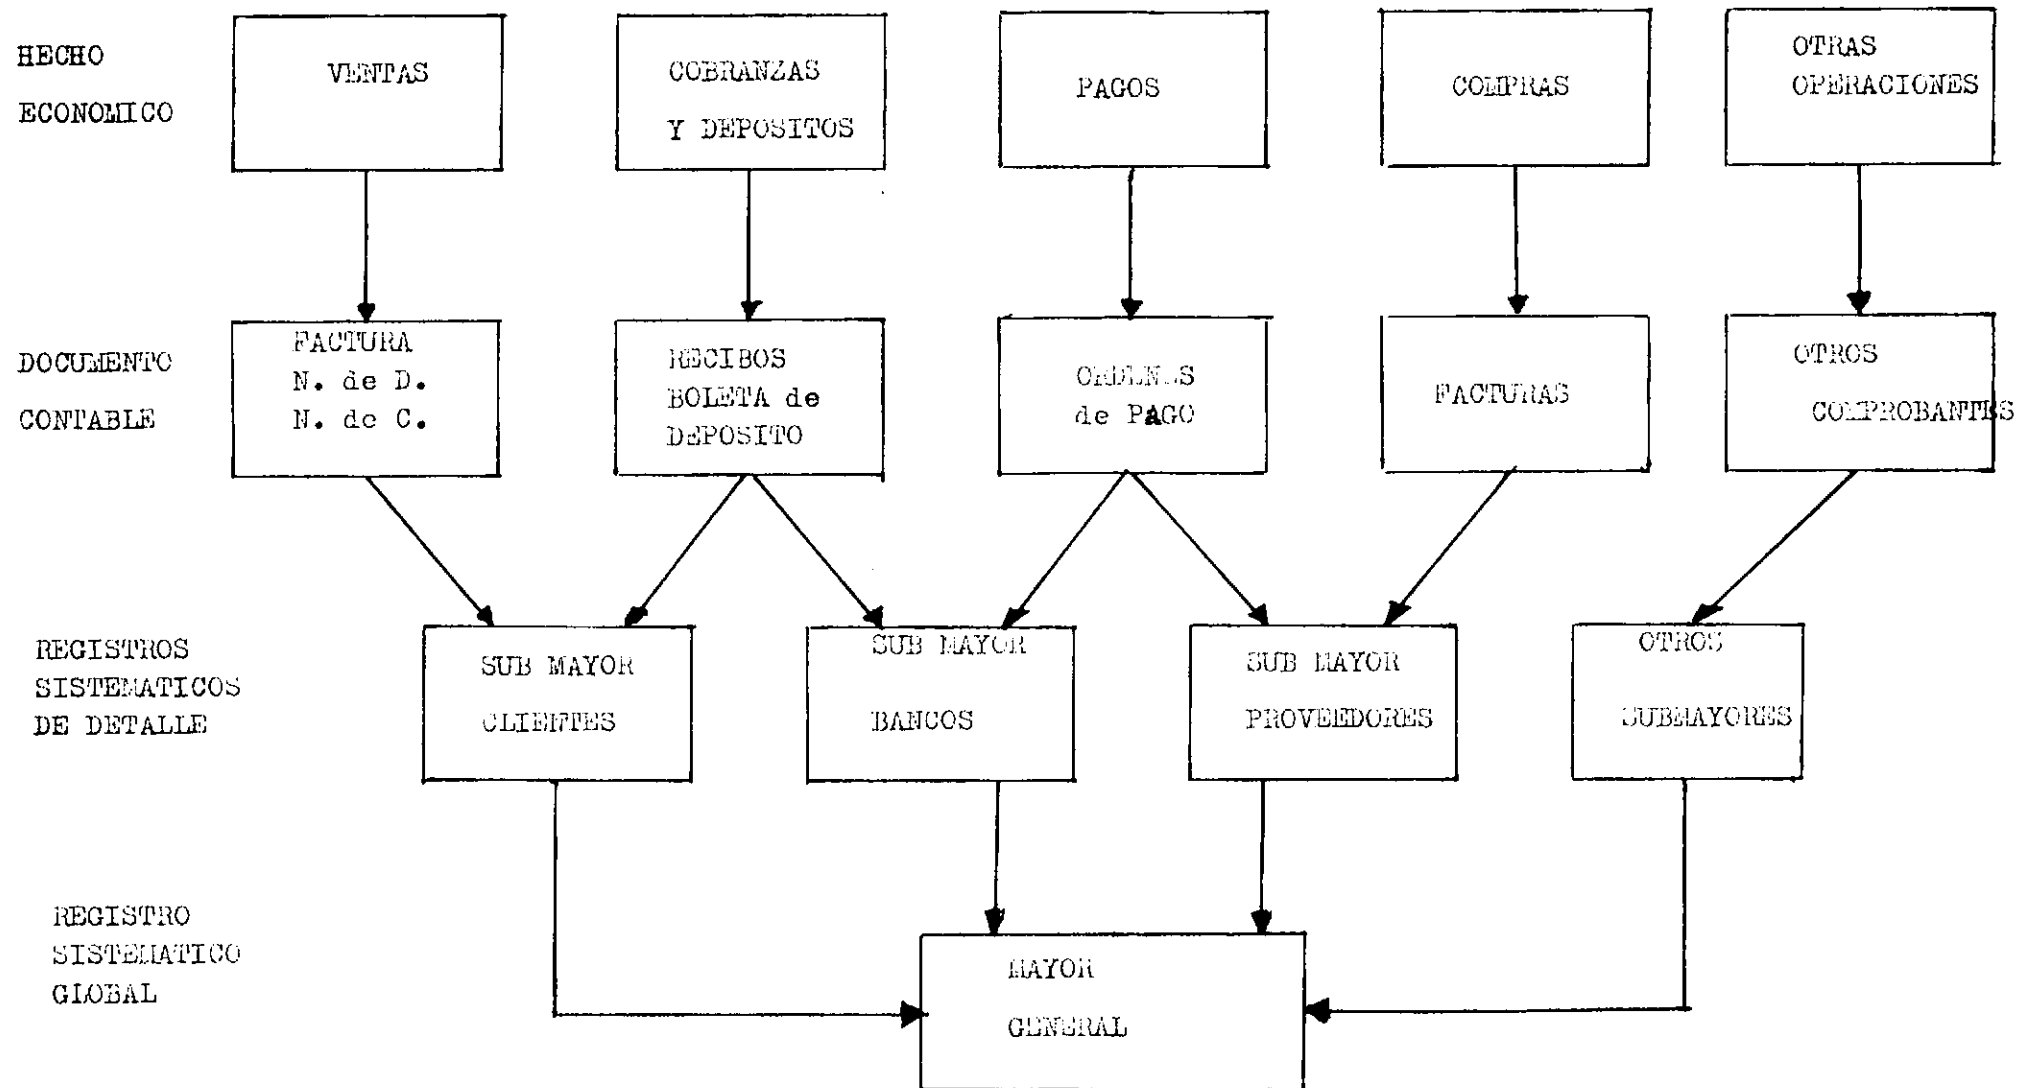 HECHO
ECONOMICO
VENTAS
COBRANZAS
Y DEPOSITOS
PAGOS
COMPRAS
OTRAS
OPERACIONES
DOCUMENTO
CONTABLE
FACTURA
N. de D.
N. de C.
RECIBOS
BOLETA de
DEPOSITO
ORDENES
de PAGO
FACTURAS
OTROS
COMPROBANTES
REGISTROS
SISTEMATICOS
DE DETALLE
SUB MAYOR
CLIENTES
SUB MAYOR
BANCOS
SUB MAYOR
PROVEEDORES
OTROS
SUBMAYORES
REGISTRO
SISTEMATICO
GLOBAL
MAYOR
GENERAL